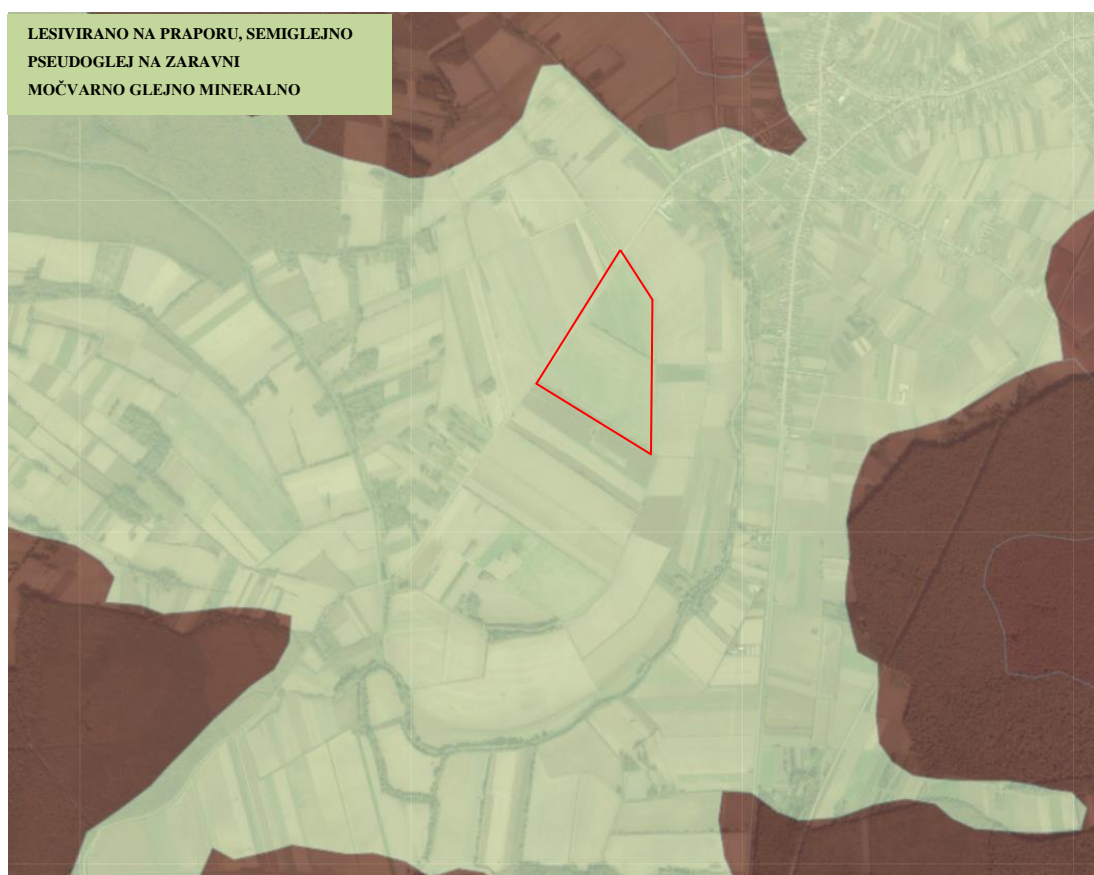 LESIVIRANO NA PRAPORU, SEMIGLEJNO
PSEUDOGLEJ NA ZARAVNI
MOČVARNO GLEJNO MINERALNO